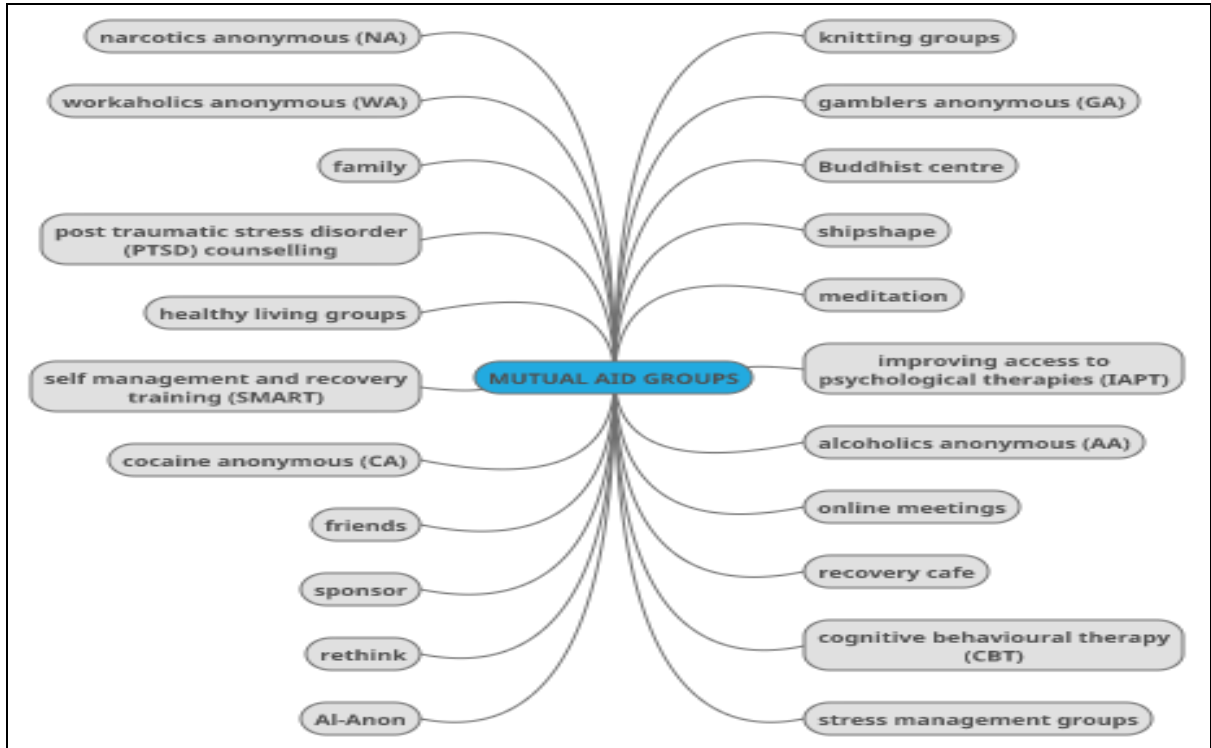 narcotics anonymous (NA)
workaholics anonymous (WA)
family
post traumatic stress disorder
(PTSD) counselling
healthy living groups
self management and recovery
training (SMART)
cocaine anonymous (CA)
friends
sponsor
rethink
Al-Anon
MUTUAL AID GROUPS
knitting groups
gamblers anonymous (GA)
Buddhist centre
shipshape
meditation
improving access to
psychological therapies (IAPT)
alcoholics anonymous (AA)
online meetings
recovery cafe
cognitive behavioural therapy
(CBT)
stress management groups